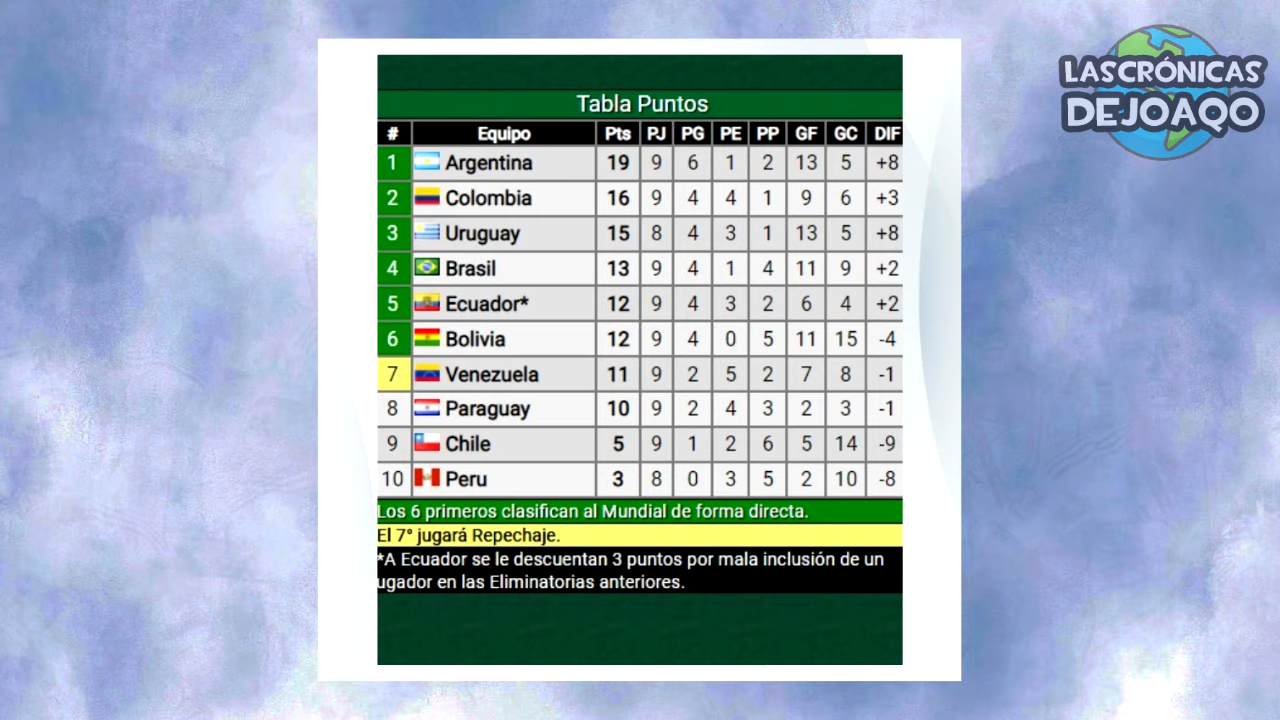 LAS CRÓNICAS
DE JOAQO
Tabla Puntos
# Equipo Pts PJ PG PE PP GF GC DIF
1 Argentina 19 9 6 1 2 13 5 +8
2 Colombia 16 9 4 4 1 9 6 +3
3 Uruguay 15 8 4 3 1 13 5 +8
4 Brasil 13 9 4 1 4 11 9 +2
5 Ecuador* 12 9 4 3 2 6 4 +2
6 Bolivia 12 9 4 0 5 11 15 -4
7 Venezuela 11 9 2 5 2 7 8 -1
8 Paraguay 10 9 2 4 3 2 3 -1
9 Chile 5 9 1 2 6 5 14 -9
10 Peru 3 8 0 3 5 2 10 -8
Los 6 primeros clasifican al Mundial de forma directa.
El 7° jugará Repechaje.
*A Ecuador se le descuentan 3 puntos por mala inclusión de un
ugador en las Eliminatorias anteriores.